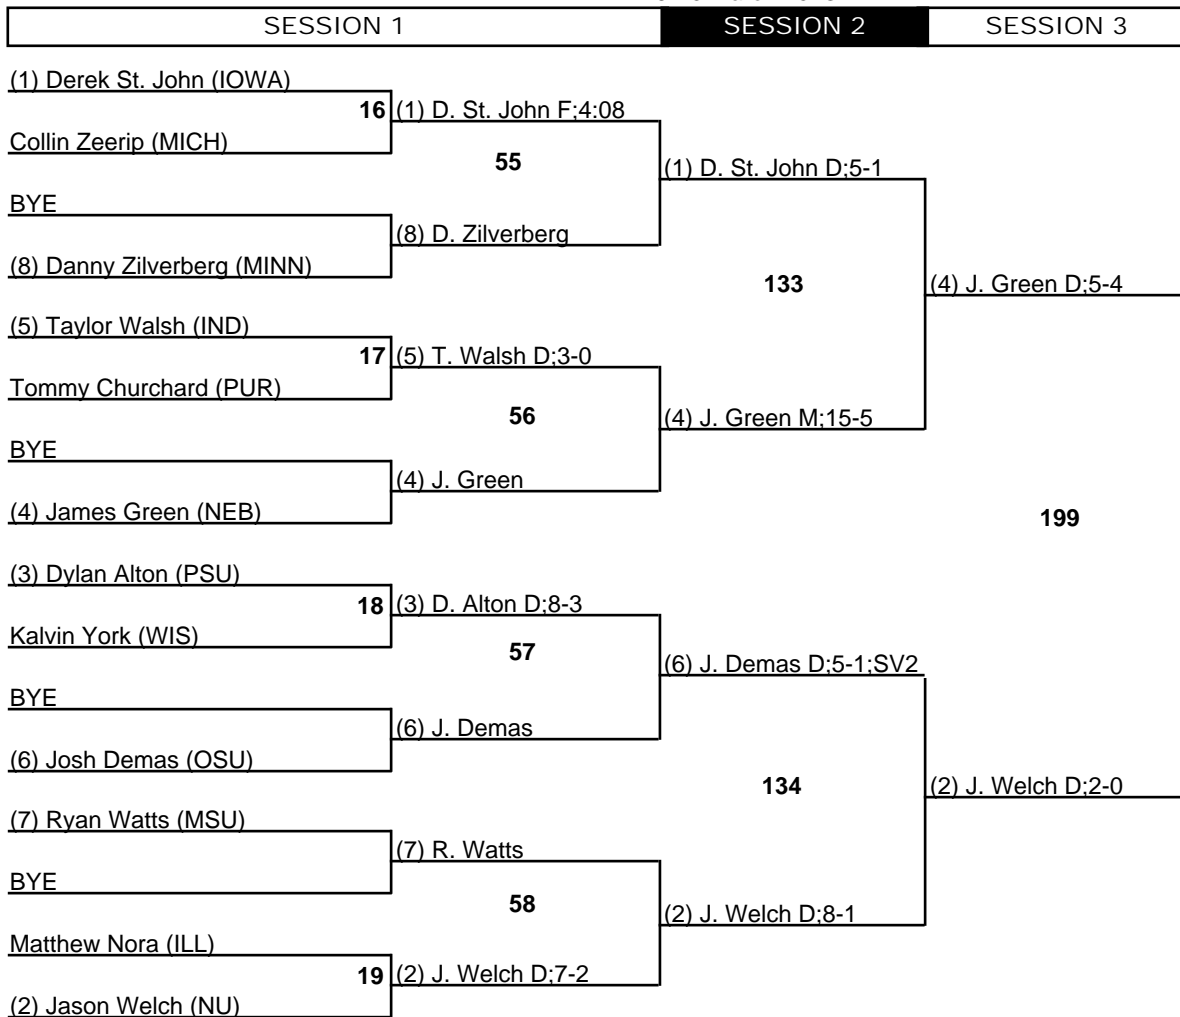 SESSION 1 SESSION 2 SESSION 3
(1) Derek St. John (IOWA)
16 (1) D. St. John F;4:08
Collin Zeerip (MICH)
55
(1) D. St. John D;5-1
BYE
(8) D. Zilverberg
(8) Danny Zilverberg (MINN)
133
(4) J. Green D;5-4
(5) Taylor Walsh (IND)
17 (5) T. Walsh D;3-0
Tommy Churchard (PUR)
56
(4) J. Green M;15-5
BYE
(4) J. Green
(4) James Green (NEB)
199
(3) Dylan Alton (PSU)
18 (3) D. Alton D;8-3
Kalvin York (WIS)
57
(6) J. Demas D;5-1;SV2
BYE
(6) J. Demas
(6) Josh Demas (OSU)
134
(2) J. Welch D;2-0
(7) Ryan Watts (MSU)
(7) R. Watts
BYE
58
(2) J. Welch D;8-1
Matthew Nora (ILL)
19 (2) J. Welch D;7-2
(2) Jason Welch (NU)